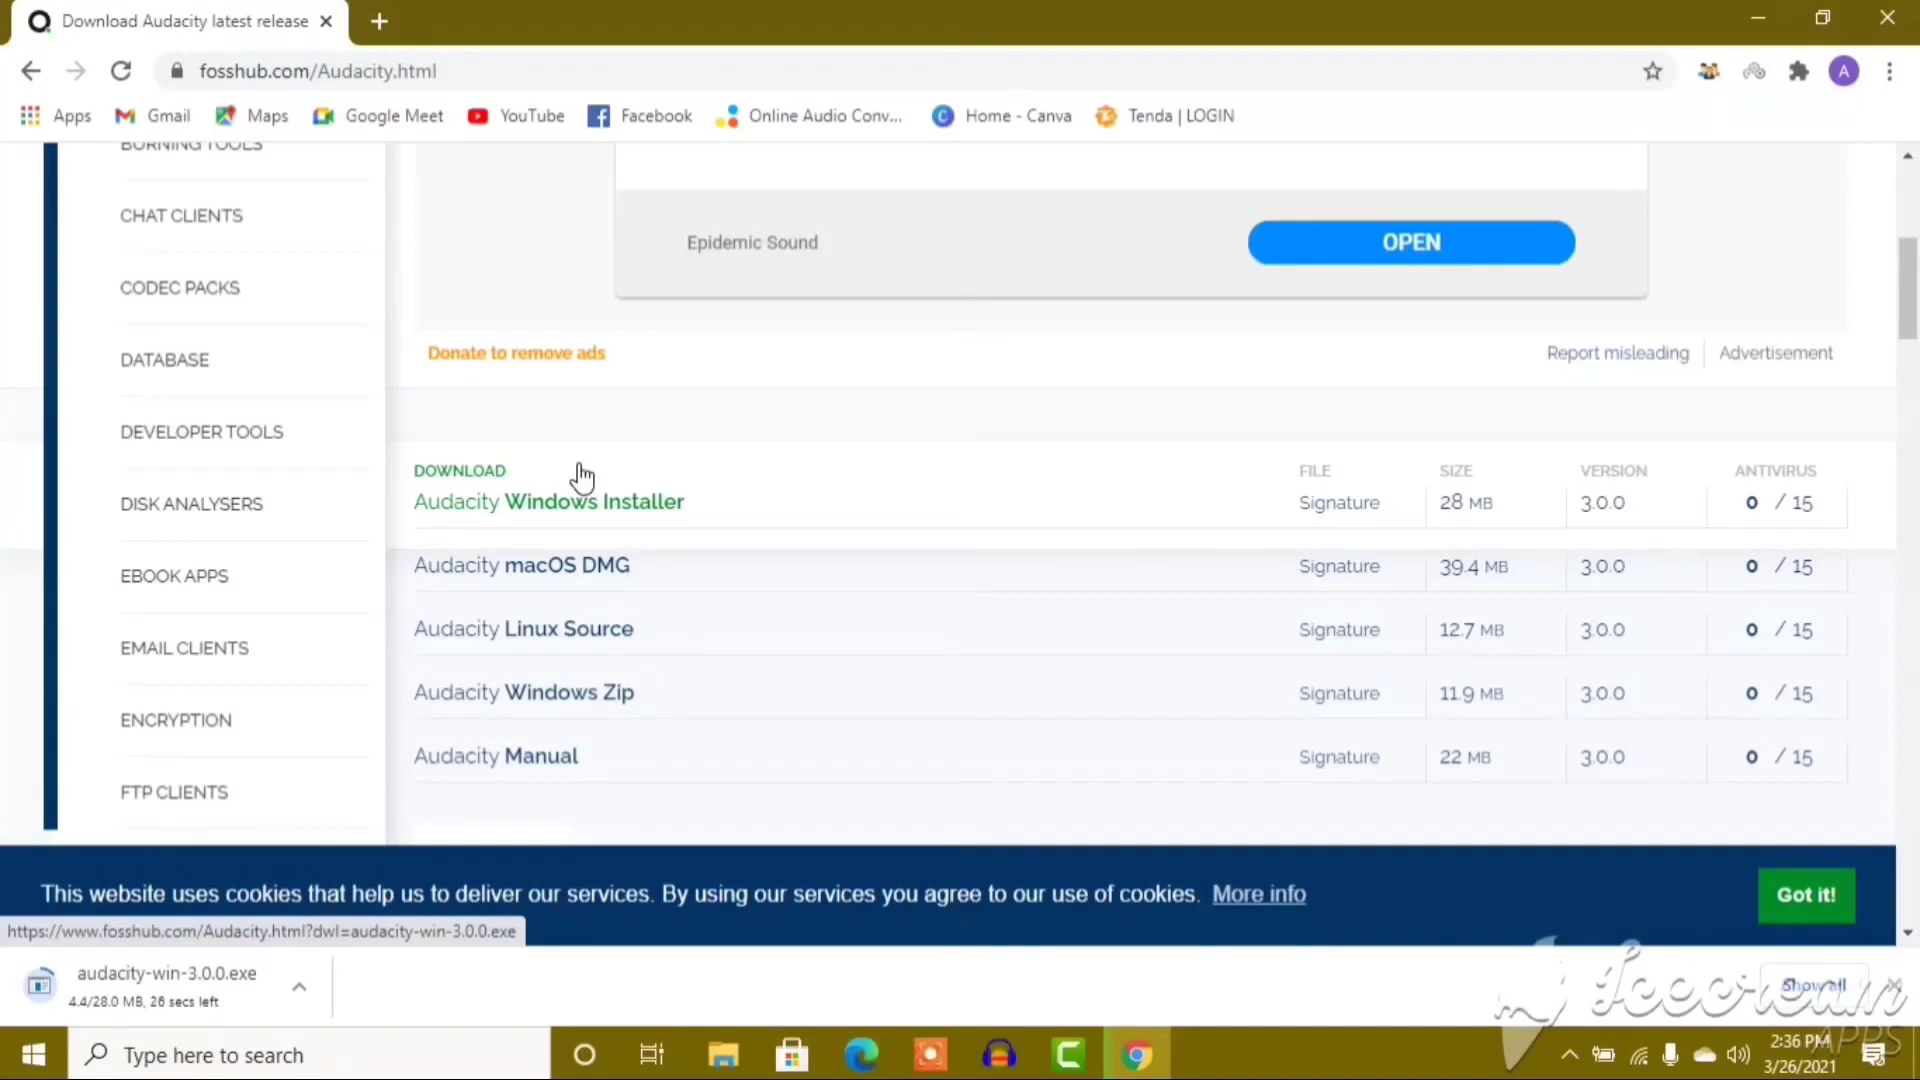 Download Audacity latest release
fosshub.com/Audacity.html
A
Apps
Gmail
Maps
Google Meet
YouTube
Facebook
Online Audio Conv...
Home - Canva
Tenda | LOGIN
BURNING TOOLS
CHAT CLIENTS
CODEC PACKS
DATABASE
DEVELOPER TOOLS
DISK ANALYSERS
EBOOK APPS
EMAIL CLIENTS
ENCRYPTION
FTP CLIENTS
Epidemic Sound
OPEN
Donate to remove ads
Report misleading
Advertisement
DOWNLOAD FILE SIZE VERSION ANTIVIRUS
Audacity Windows Installer Signature 28 MB 3.0.0 0 / 15
Audacity macOS DMG Signature 39.4 MB 3.0.0 0 / 15
Audacity Linux Source Signature 12.7 MB 3.0.0 0 / 15
Audacity Windows Zip Signature 11.9 MB 3.0.0 0 / 15
Audacity Manual Signature 22 MB 3.0.0 0 / 15
This website uses cookies that help us to deliver our services. By using our services you agree to our use of cookies. More info
Got it!
https://www.fosshub.com/Audacity.html?dwl=audacity-win-3.0.0.exe
audacity-win-3.0.0.exe
4.4/28.0 MB, 26 secs left
Show all
Icecream
APPS
Type here to search
2:36 PM
3/26/2021